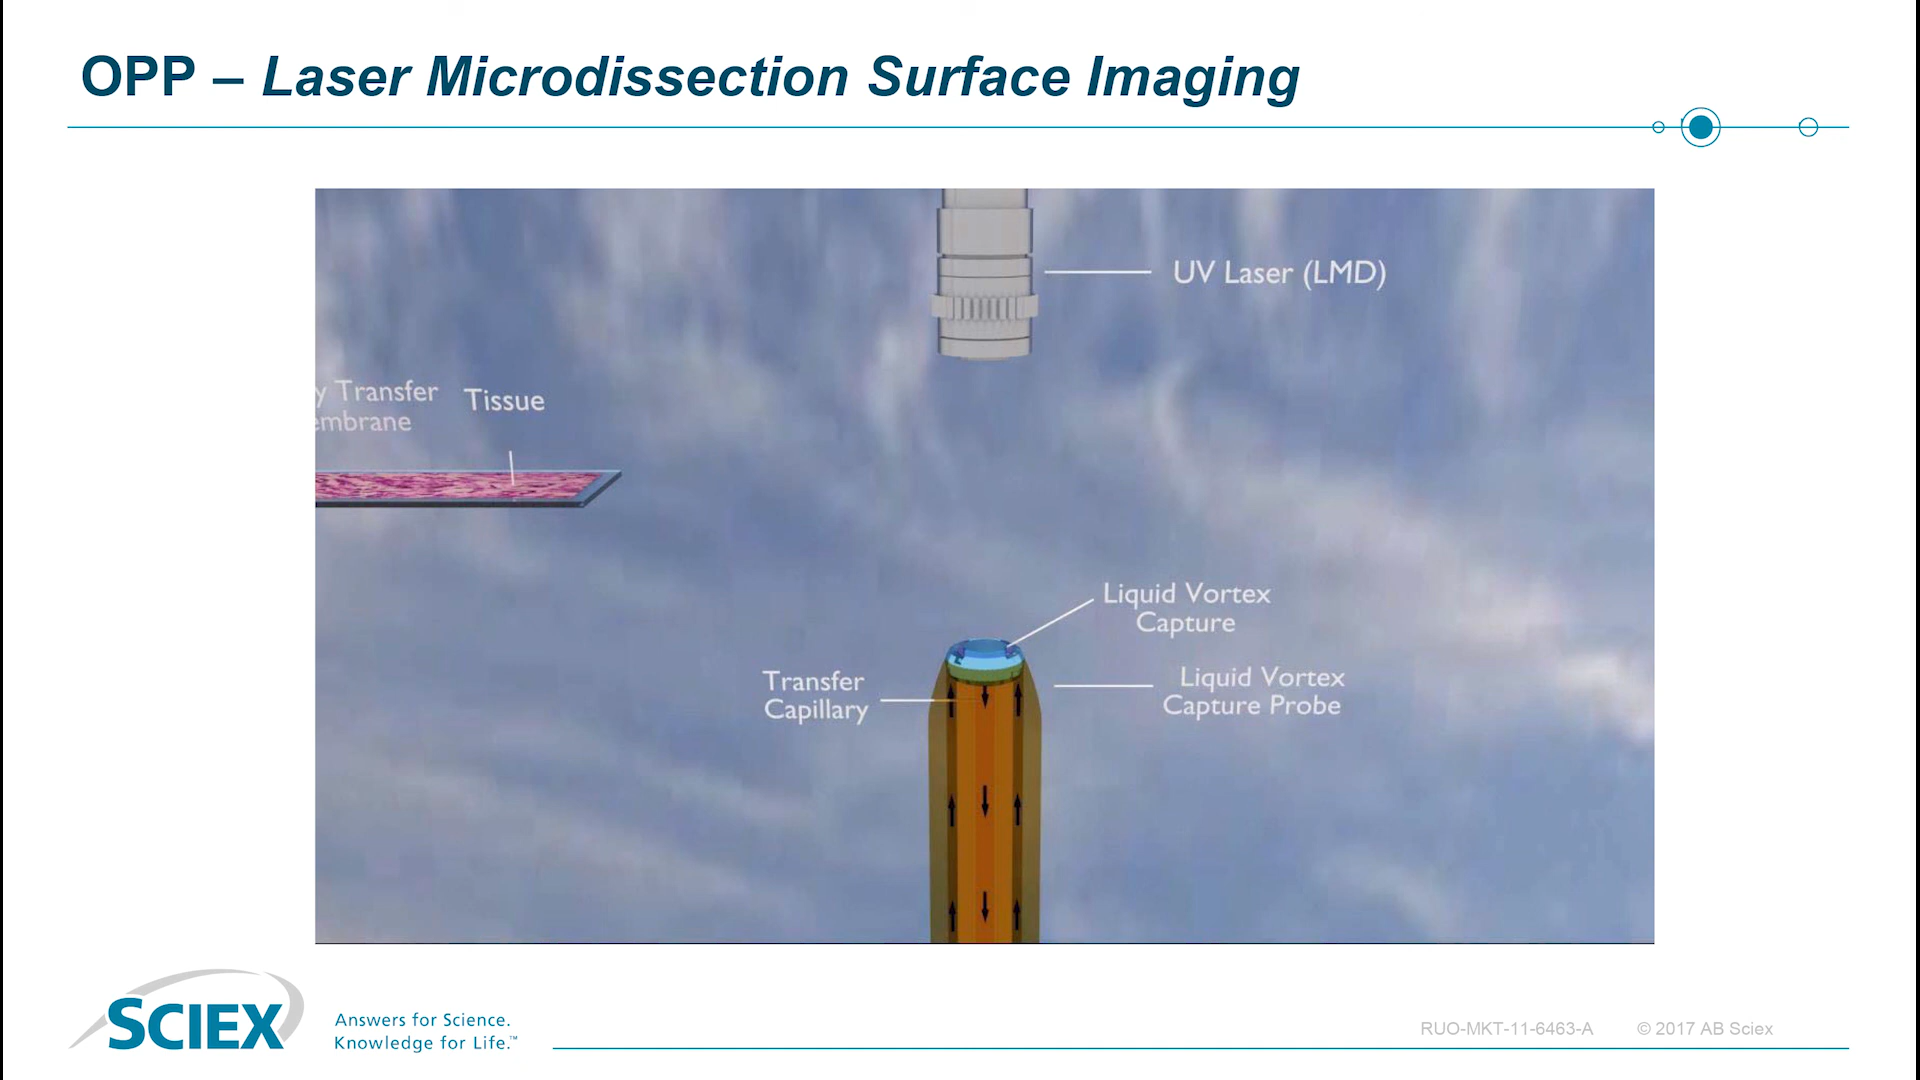 OPP – Laser Microdissection Surface Imaging
UV Laser (LMD)
Transfer
Tissue
Liquid Vortex
Capture
Transfer
Capillary
Liquid Vortex
Capture Probe
SCIEX
Answers for Science.
Knowledge for Life.™
RUO-MKT-11-6463-A
© 2017 AB Sciex